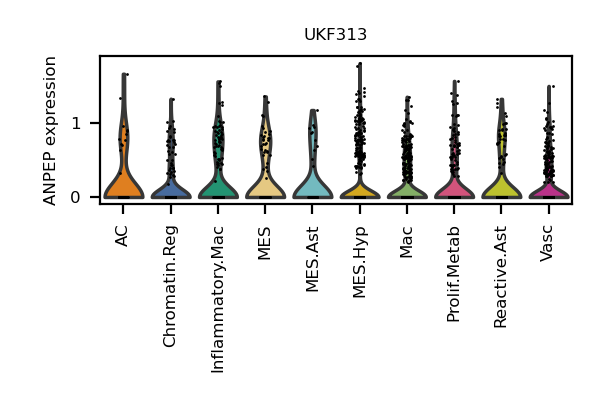 UKF313
ANPEP expression
1
0
AC
Chromatin.Reg
Inflammatory.Mac
MES
MES.Ast
MES.Hyp
Mac
Prolif.Metab
Reactive.Ast
Vasc